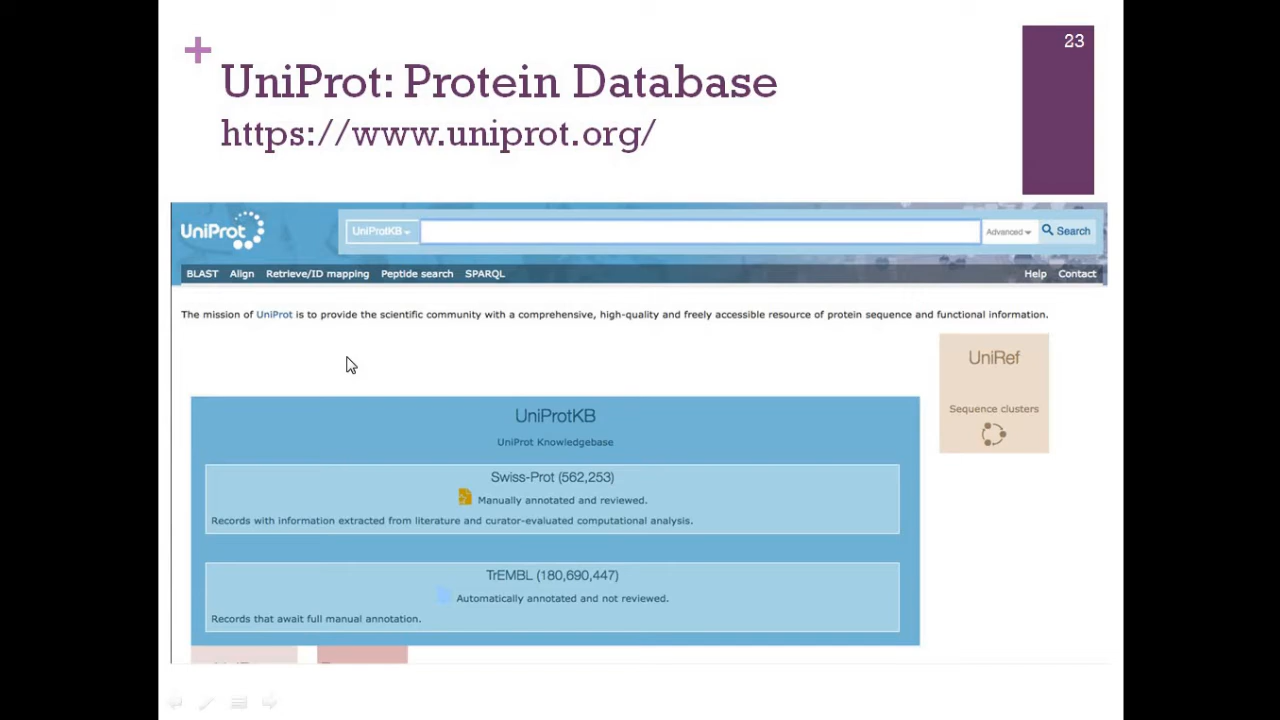 +
23
UniProt: Protein Database
https://www.uniprot.org/
UniProt
UniProtKB
Advanced
Search
BLAST Align Retrieve/ID mapping Peptide search SPARQL
Help Contact
The mission of UniProt is to provide the scientific community with a comprehensive, high-quality and freely accessible resource of protein sequence and functional information.
UniRef
Sequence clusters
UniProtKB
UniProt Knowledgebase
Swiss-Prot (562,253)
Manually annotated and reviewed.
Records with information extracted from literature and curator-evaluated computational analysis.
TrEMBL (180,690,447)
Automatically annotated and not reviewed.
Records that await full manual annotation.